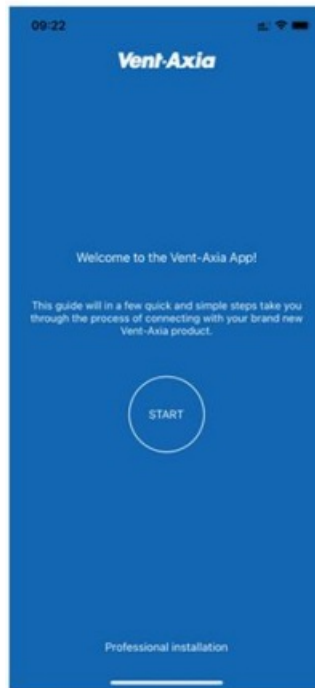 09:22
Vent-Axia
Welcome to the Vent-Axia App!
This guide will in a few quick and simple steps take you
through the process of connecting with your brand new
Vent-Axia product.
START
Professional installation